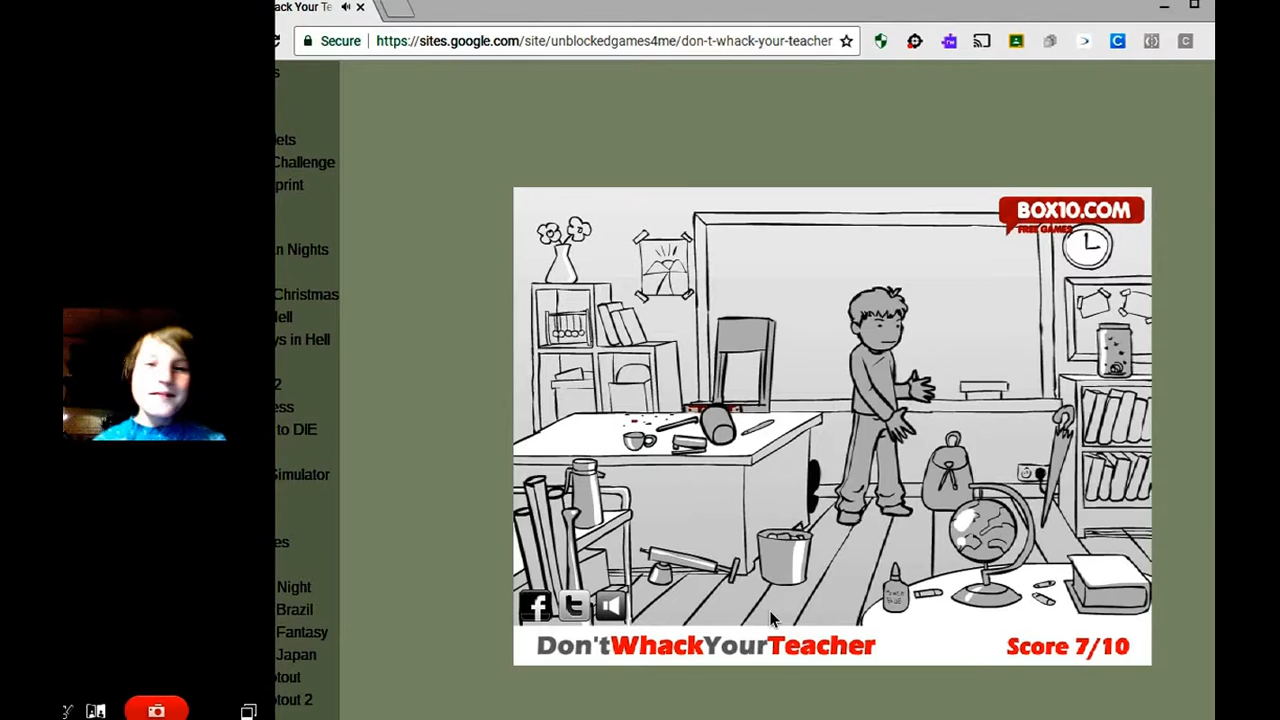 ack Your Te
Secure https://sites.google.com/site/unblockedgames4me/don-t-whack-your-teacher
s
ets
Challenge
print
n Nights
Christmas
ell
ys in Hell
2
ess
to DIE
Simulator
es
Night
Brazil
Fantasy
Japan
tout
tout 2
BOX10.COM
FREE GAMES
Don'tWhackYourTeacher
Score 7/10